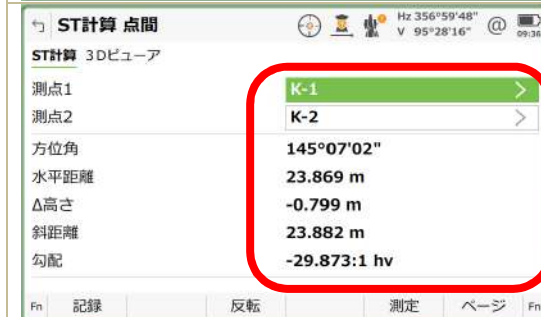 ST計算 点間
Hz 356°59'48"
V 95°28'16"
@
09:36
ST計算 3Dビューア
測点1 K-1
測点2 K-2
方位角 145°07'02"
水平距離 23.869 m
Δ高さ -0.799 m
斜距離 23.882 m
勾配 -29.873:1 hv
Fn 記録 反転 測定 ページ Fn